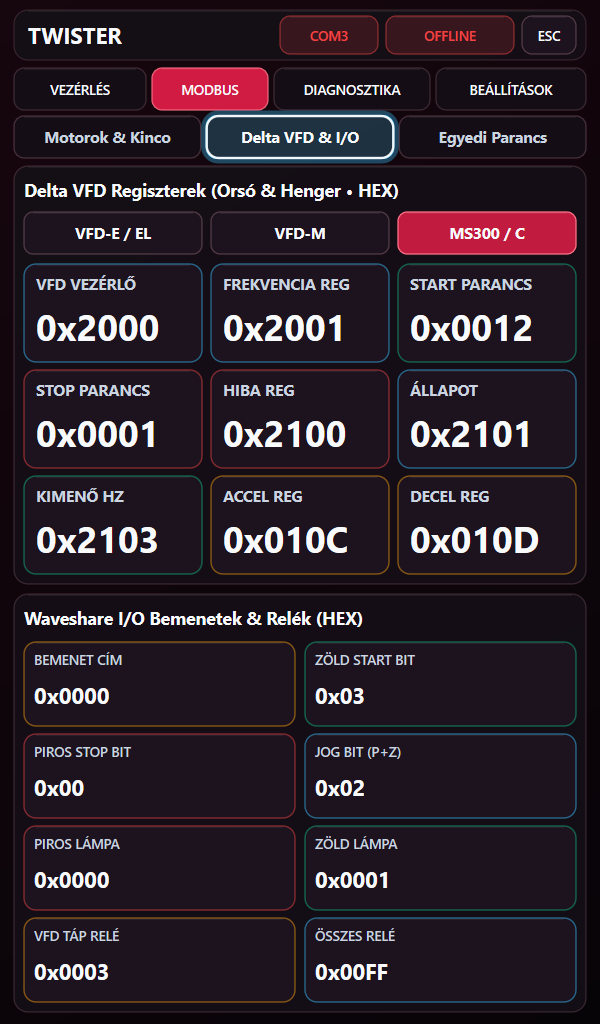 TWISTER COM3 OFFLINE ESC
VEZÉRLÉS MODBUS DIAGNOSZTIKA BEÁLLÍTÁSOK
Motorok & Kinco Delta VFD & I/O Egyedi Parancs
Delta VFD Regiszterek (Orsó & Henger • HEX)
VFD-E / EL VFD-M MS300 / C
VFD VEZÉRLŐ FREKVENCIA REG START PARANCS
0x2000 0x2001 0x0012
STOP PARANCS HIBA REG ÁLLAPOT
0x0001 0x2100 0x2101
KIMENŐ HZ ACCEL REG DECEL REG
0x2103 0x010C 0x010D
Waveshare I/O Bemenetek & Relék (HEX)
BEMENET CÍM ZÖLD START BIT
0x0000 0x03
PIROS STOP BIT JOG BIT (P+Z)
0x00 0x02
PIROS LÁMPA ZÖLD LÁMPA
0x0000 0x0001
VFD TÁP RELÉ ÖSSZES RELÉ
0x0003 0x00FF